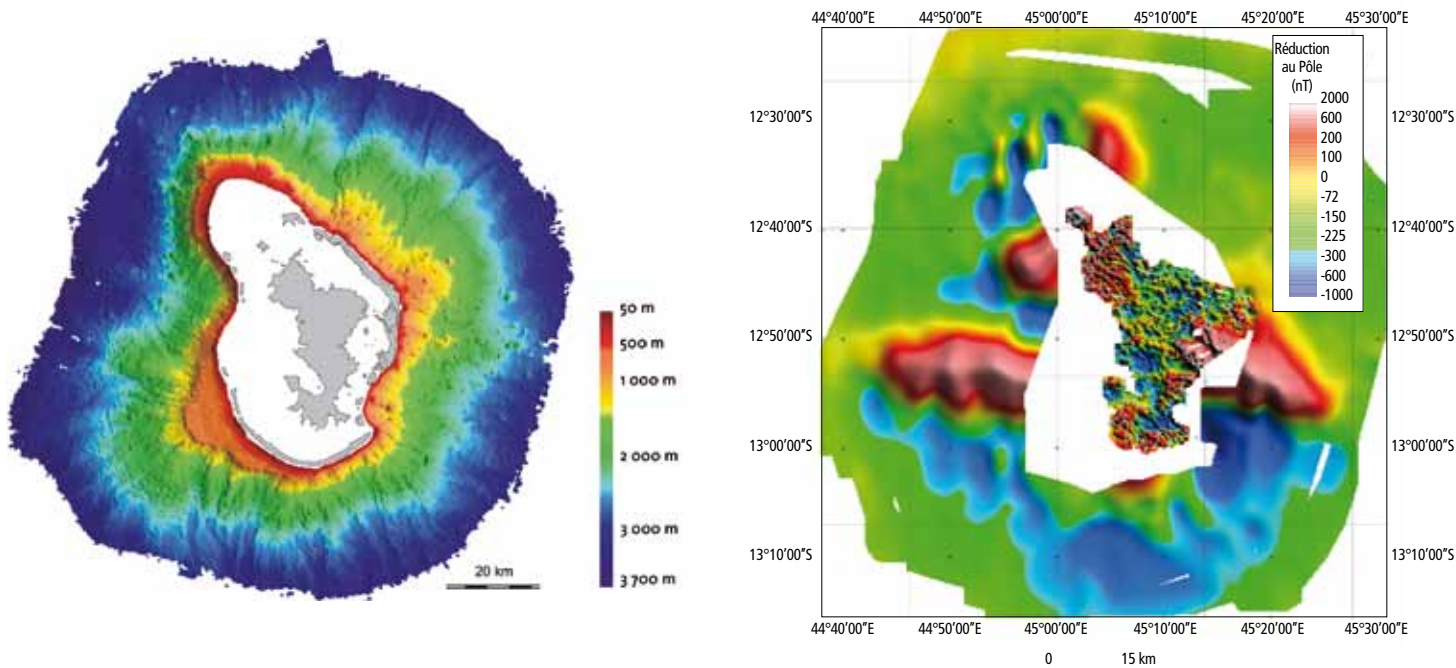 50 m
500 m
1 000 m
2 000 m
3 000 m
3 700 m
20 km
44°40'00"E 44°50'00"E 45°00'00"E 45°10'00"E 45°20'00"E 45°30'00"E
Réduction
au Pôle
(nT)
2000
600
200
100
0
-72
-150
-225
-300
-600
-1000
12°30'00"S 12°30'00"S
12°40'00"S 12°40'00"S
12°50'00"S 12°50'00"S
13°00'00"S 13°00'00"S
13°10'00"S 13°10'00"S
44°40'00"E 44°50'00"E 45°00'00"E 45°10'00"E 45°20'00"E 45°30'00"E
0 15 km